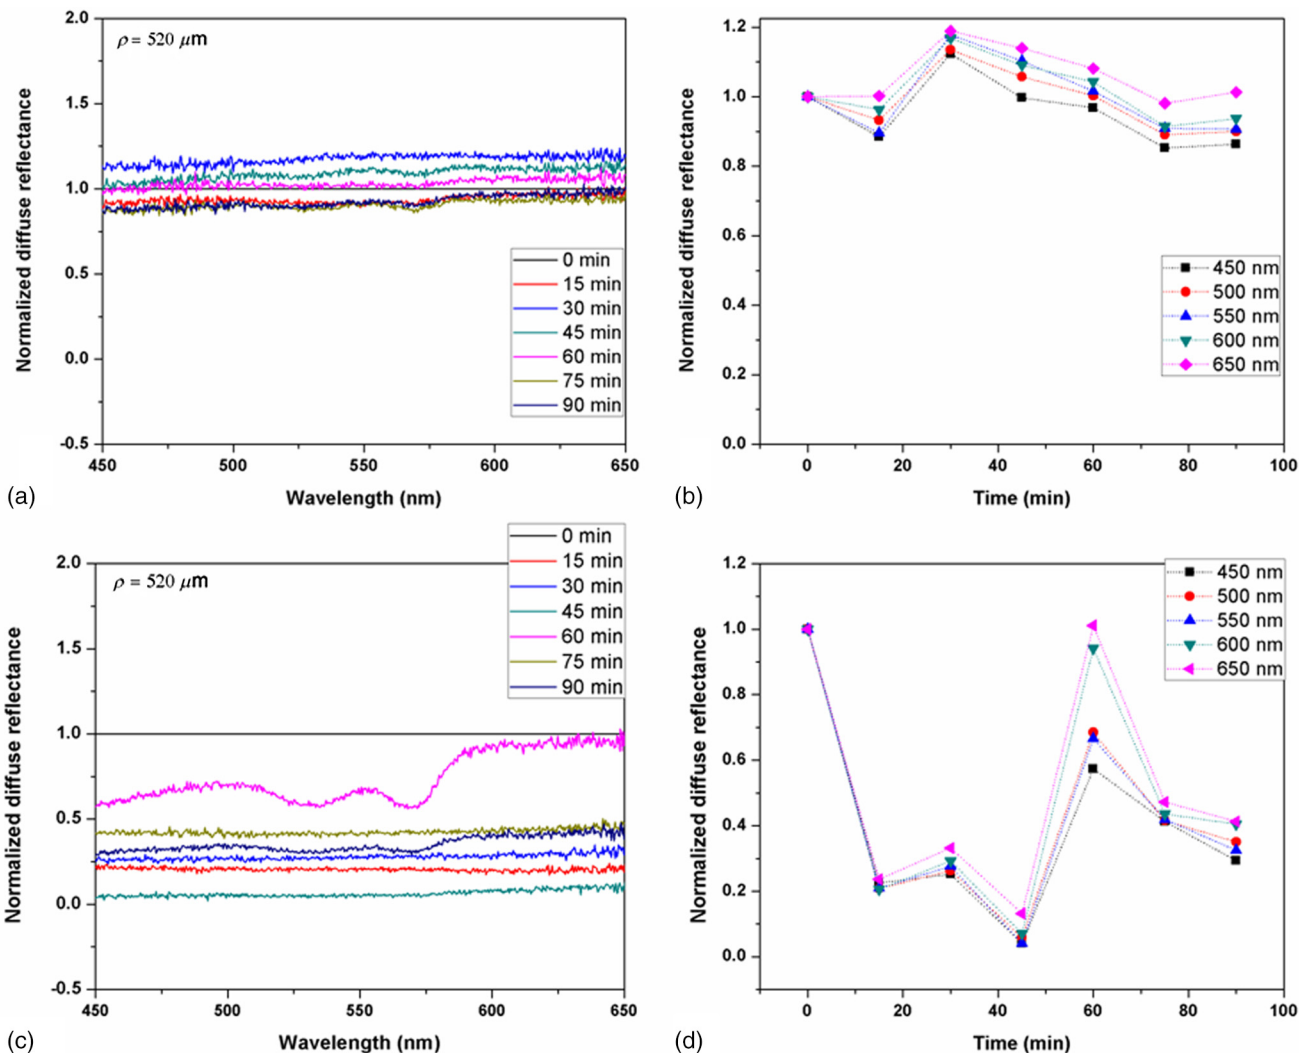 2.0
1.5
1.0
0.5
0.0
-0.5
Normalized diffuse reflectance
ρ = 520 μm
0 min
15 min
30 min
45 min
60 min
75 min
90 min
450 500 550 600 650
Wavelength (nm)
(a)
1.2
1.0
0.8
0.6
0.4
0.2
0.0
Normalized diffuse reflectance
450 nm
500 nm
550 nm
600 nm
650 nm
0 20 40 60 80 100
Time (min)
(b)
0 min
15 min
30 min
45 min
60 min
75 min
90 min
2.0
1.5
1.0
0.5
0.0
-0.5
Normalized diffuse reflectance
ρ = 520 μm
450 500 550 600 650
Wavelength (nm)
(c)
1.2
1.0
0.8
0.6
0.4
0.2
0.0
Normalized diffuse reflectance
450 nm
500 nm
550 nm
600 nm
650 nm
0 20 40 60 80 100
Time (min)
(d)